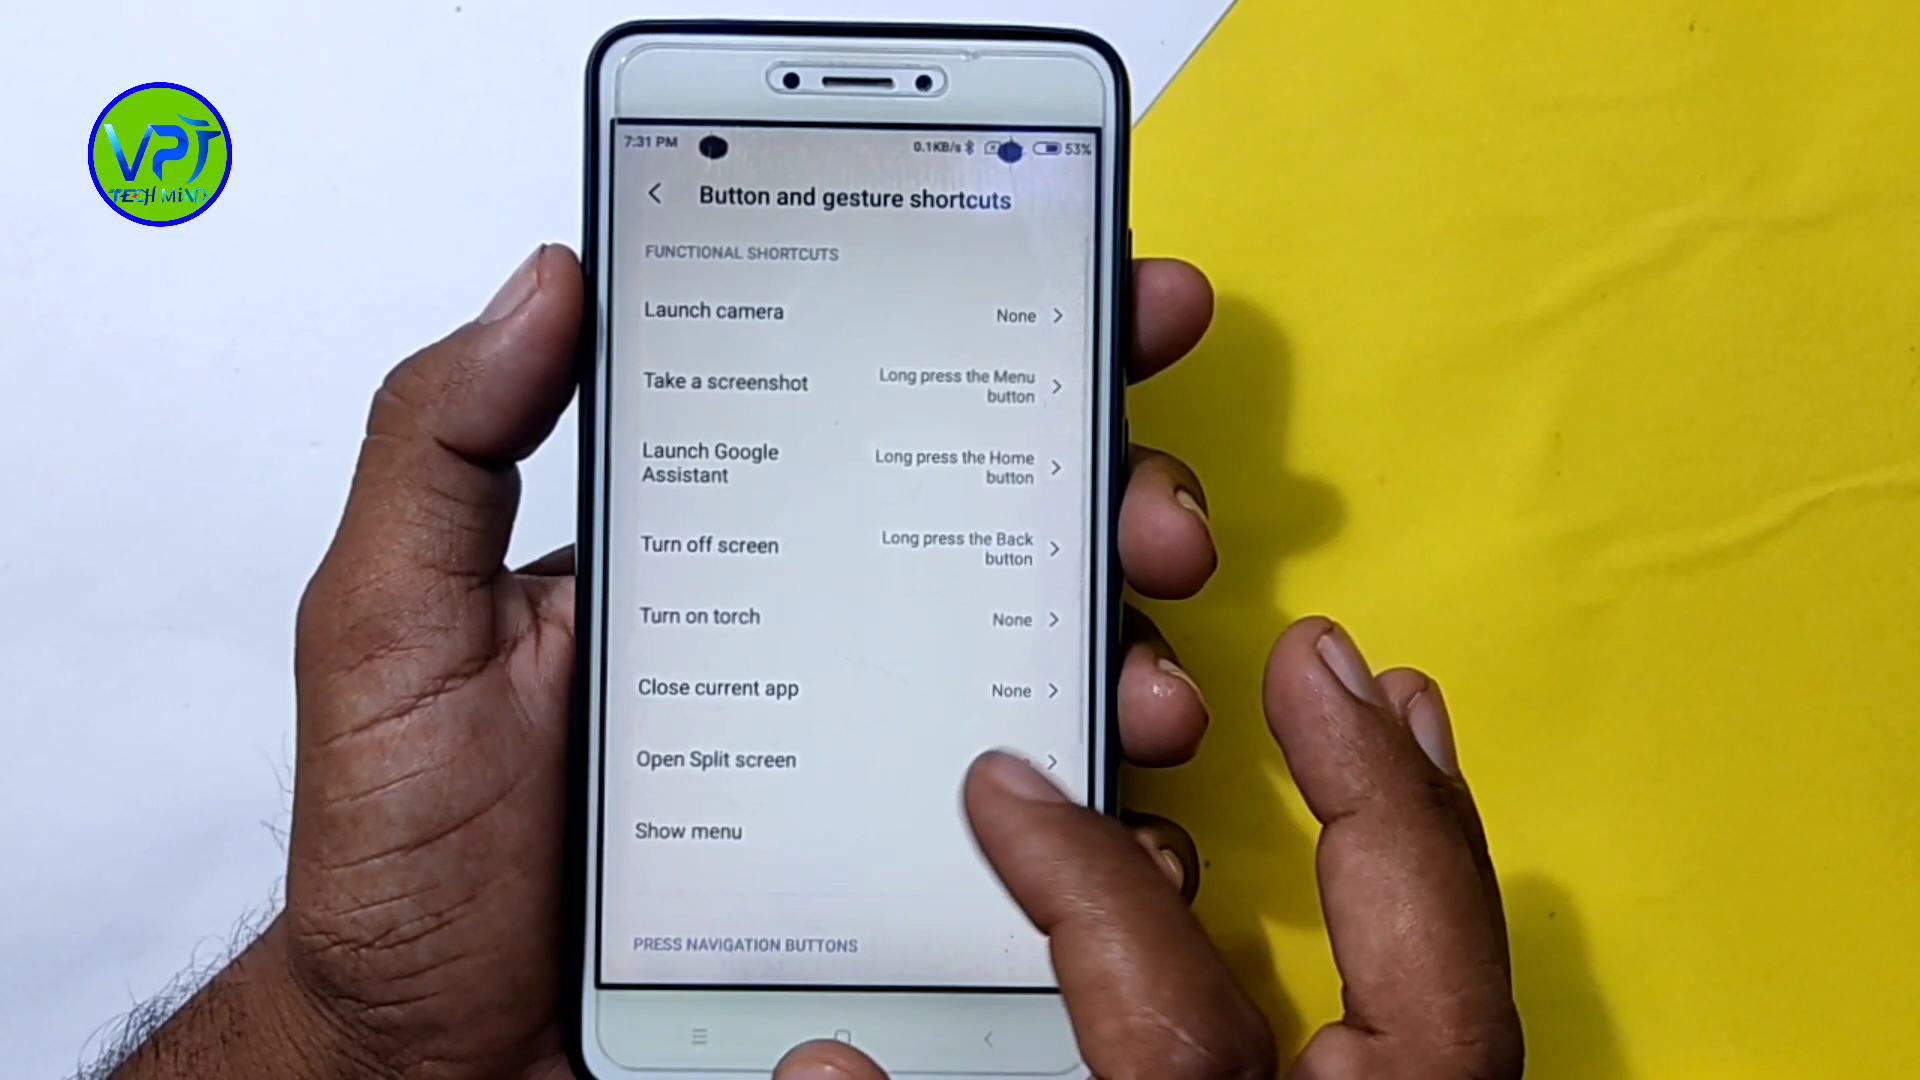 VPT
TECH MIND
7:31 PM
0.1KB/s
53%
Button and gesture shortcuts
FUNCTIONAL SHORTCUTS
Launch camera
None
Take a screenshot
Long press the Menu
button
Launch Google
Assistant
Long press the Home
button
Turn off screen
Long press the Back
button
Turn on torch
None
Close current app
None
Open Split screen
Show menu
PRESS NAVIGATION BUTTONS